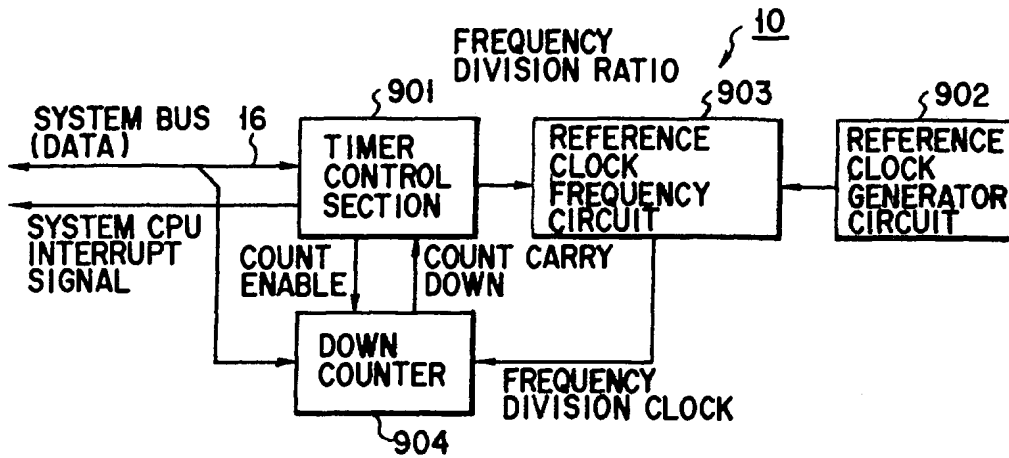 10
FREQUENCY
DIVISION RATIO
901
903
902
SYSTEM BUS
(DATA)
16
TIMER
CONTROL
SECTION
REFERENCE
CLOCK
FREQUENCY
CIRCUIT
REFERENCE
CLOCK
GENERATOR
CIRCUIT
SYSTEM CPU
INTERRUPT
SIGNAL
COUNT
ENABLE
COUNT CARRY
DOWN
DOWN
COUNTER
FREQUENCY
DIVISION CLOCK
904